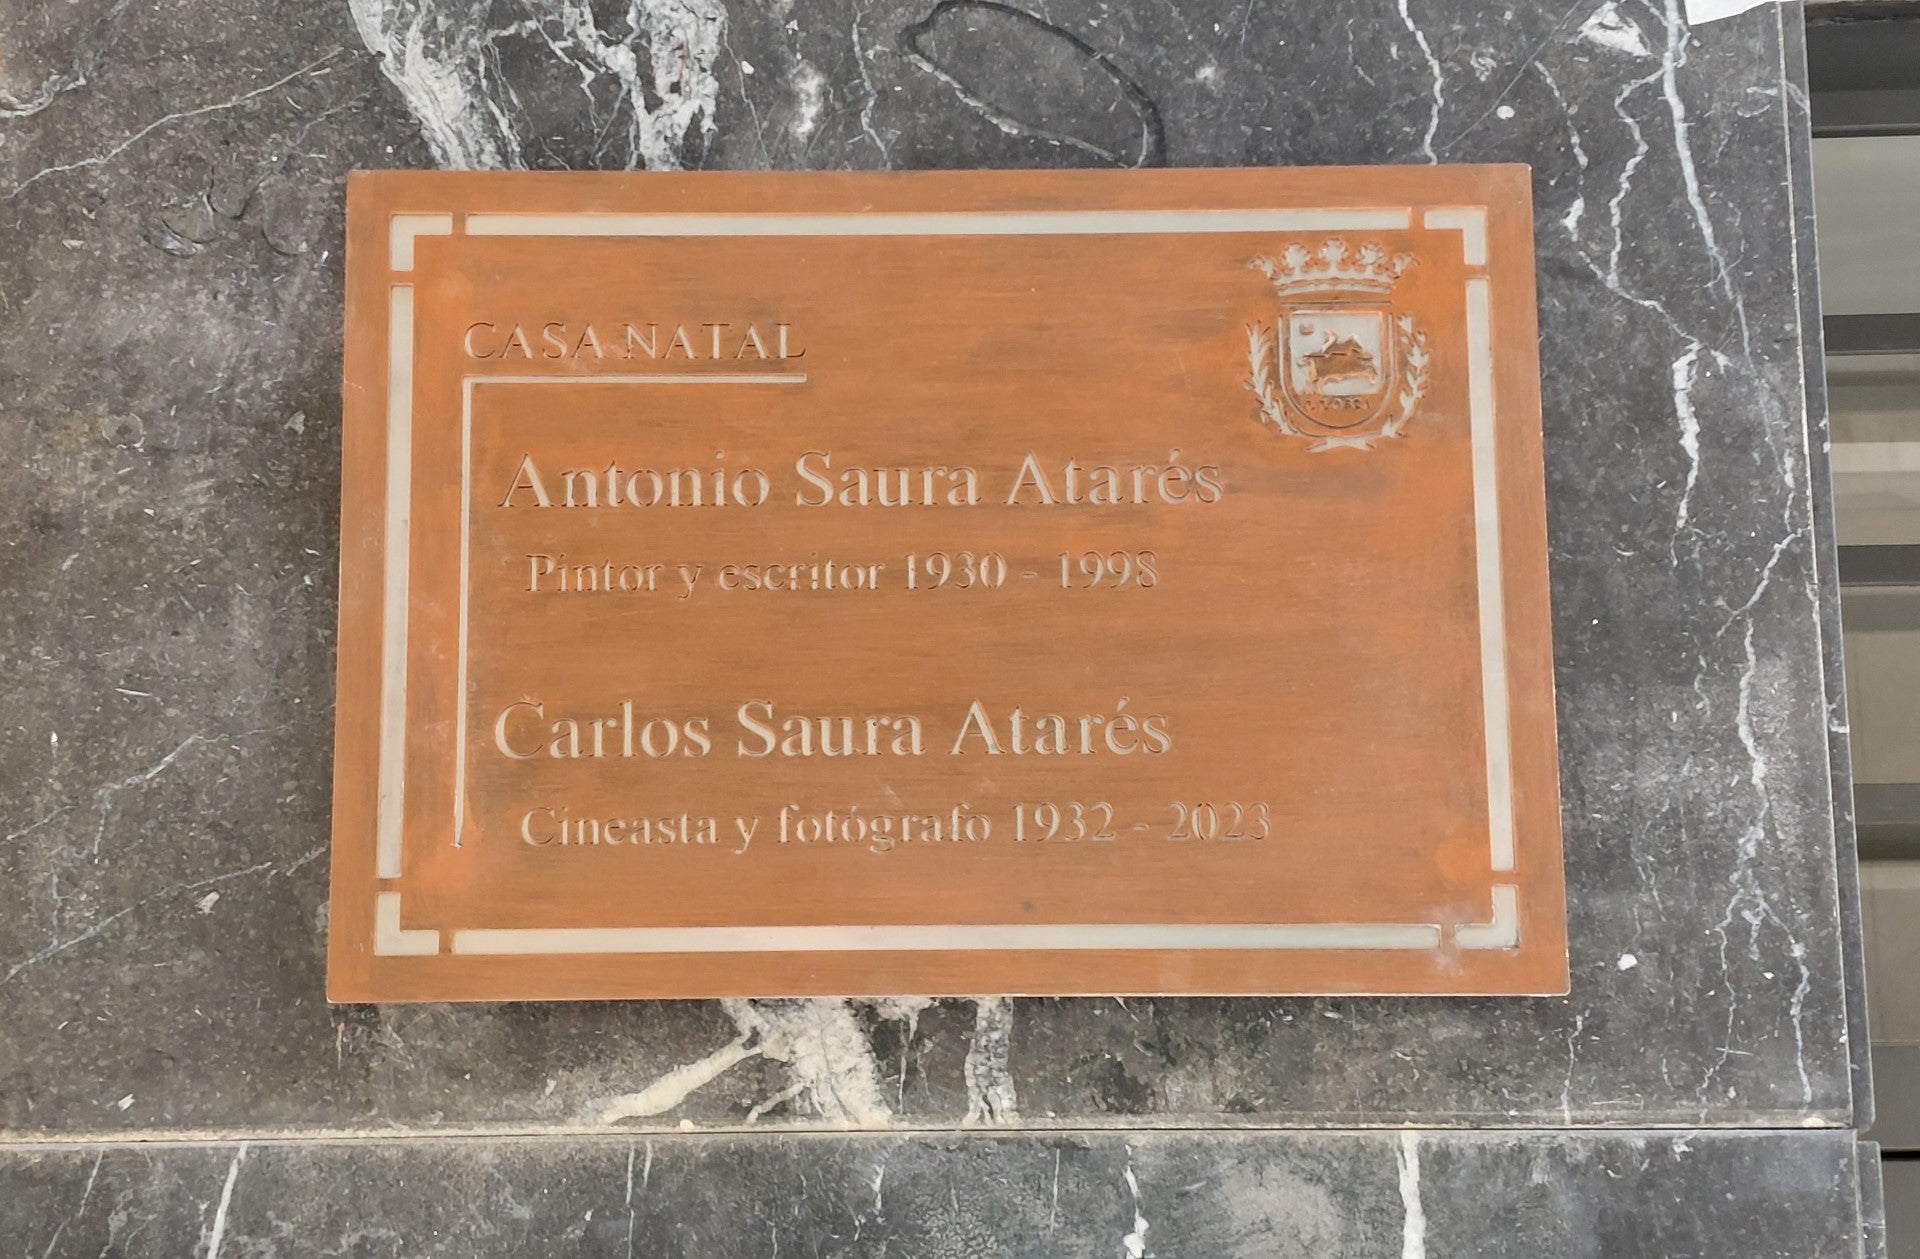 CASA NATAL
Antonio Saura Atarés
Pintor y escritor 1930 - 1998
Carlos Saura Atarés
Cineasta y fotógrafo 1932 - 2023